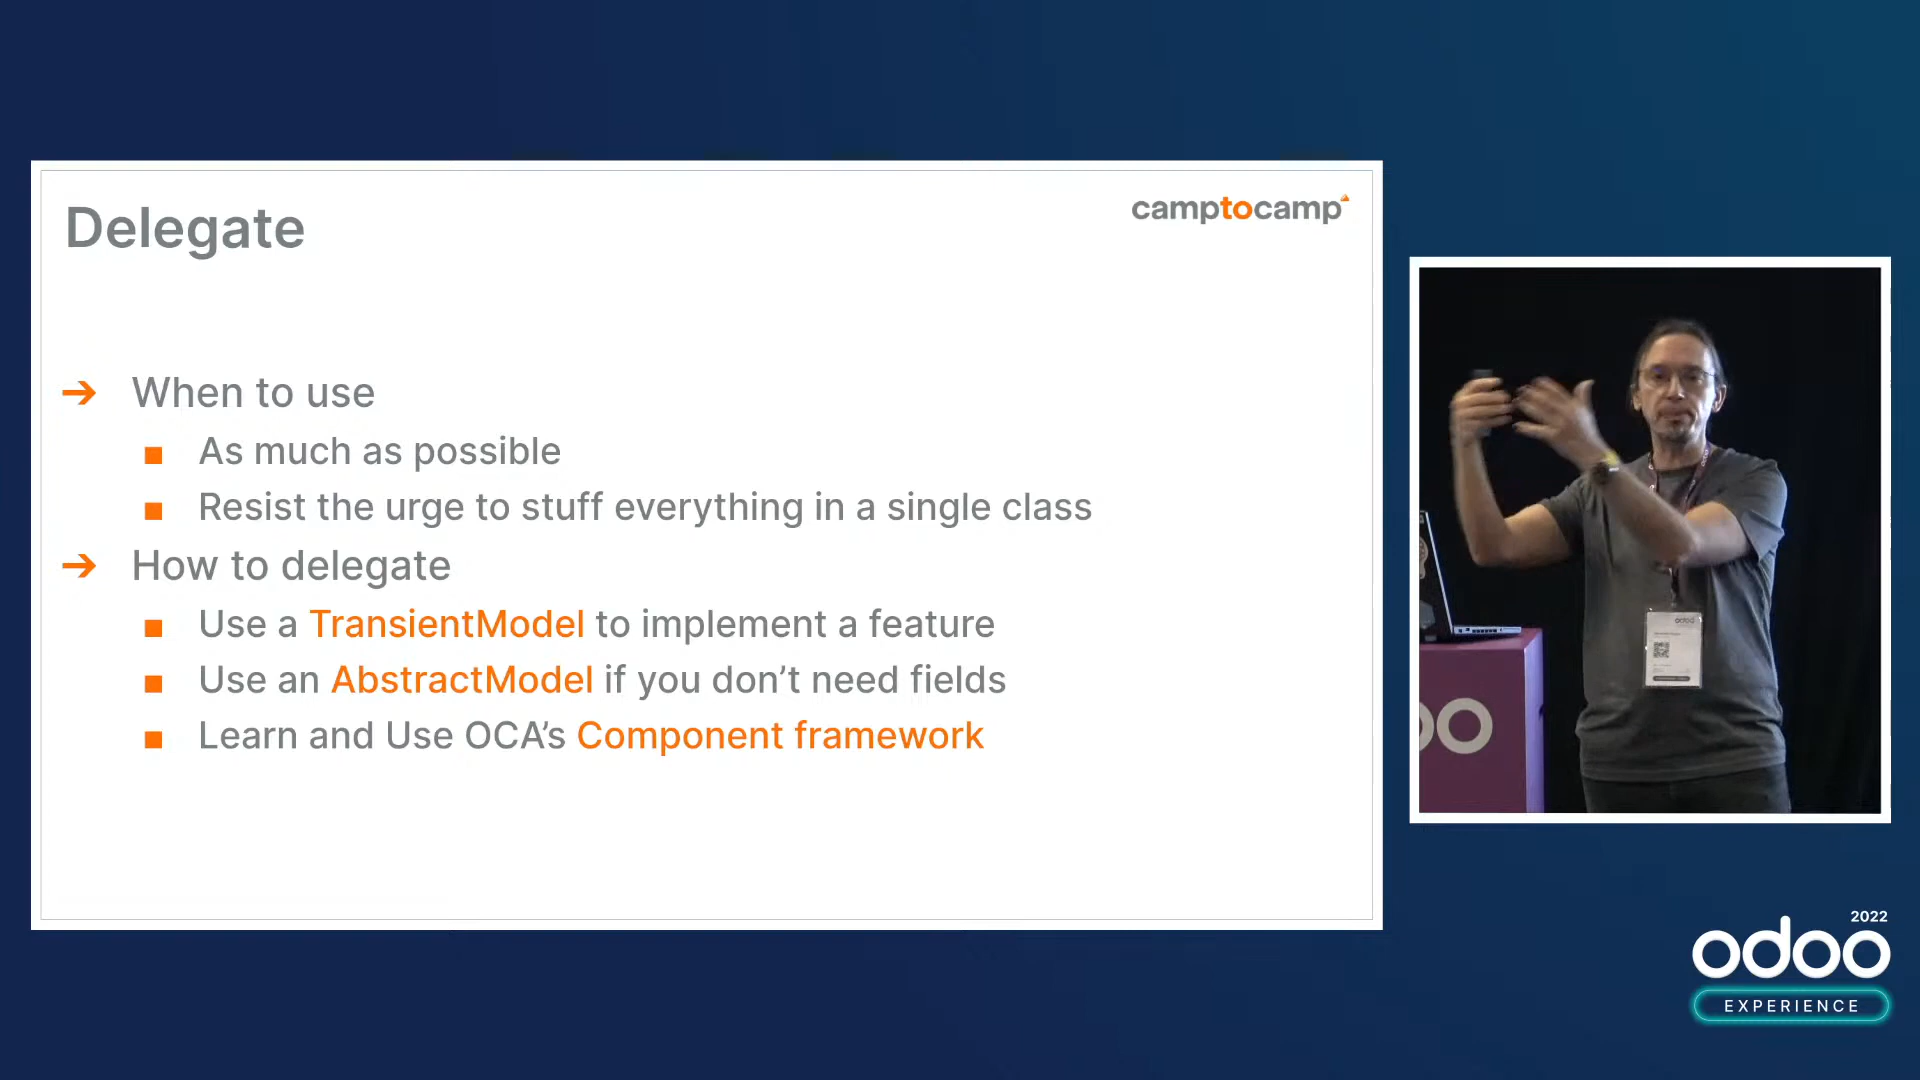 Delegate
camptocamp
When to use
As much as possible
Resist the urge to stuff everything in a single class
How to delegate
Use a TransientModel to implement a feature
Use an AbstractModel if you don’t need fields
Learn and Use OCA’s Component framework
odoo
oo
2022
odoo
EXPERIENCE